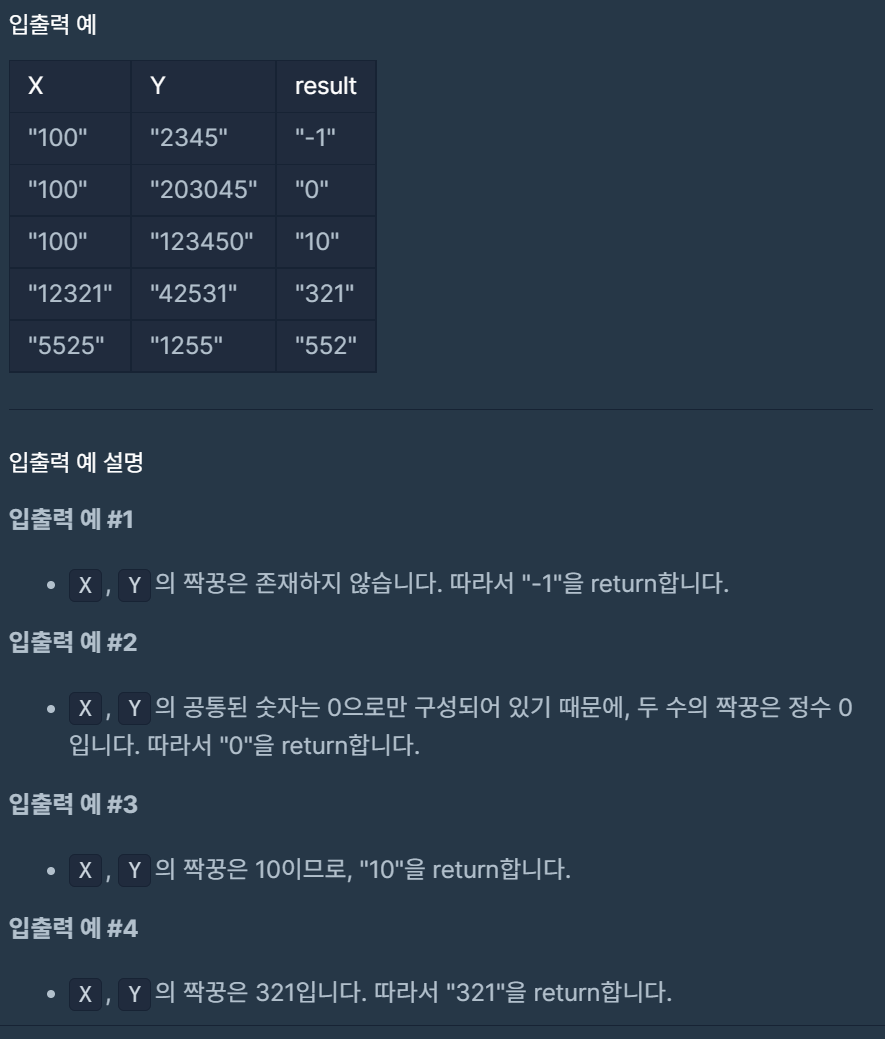 입출력 예
X Y result
"100" "2345" "-1"
"100" "203045" "0"
"100" "123450" "10"
"12321" "42531" "321"
"5525" "1255" "552"
입출력 예 설명
입출력 예 #1
• X , Y 의 짝꿍은 존재하지 않습니다. 따라서 "-1"을 return합니다.
입출력 예 #2
• X , Y 의 공통된 숫자는 0으로만 구성되어 있기 때문에, 두 수의 짝꿍은 정수 0
입니다. 따라서 "0"을 return합니다.
입출력 예 #3
• X , Y 의 짝꿍은 10이므로, "10"을 return합니다.
입출력 예 #4
• X , Y 의 짝꿍은 321입니다. 따라서 "321"을 return합니다.